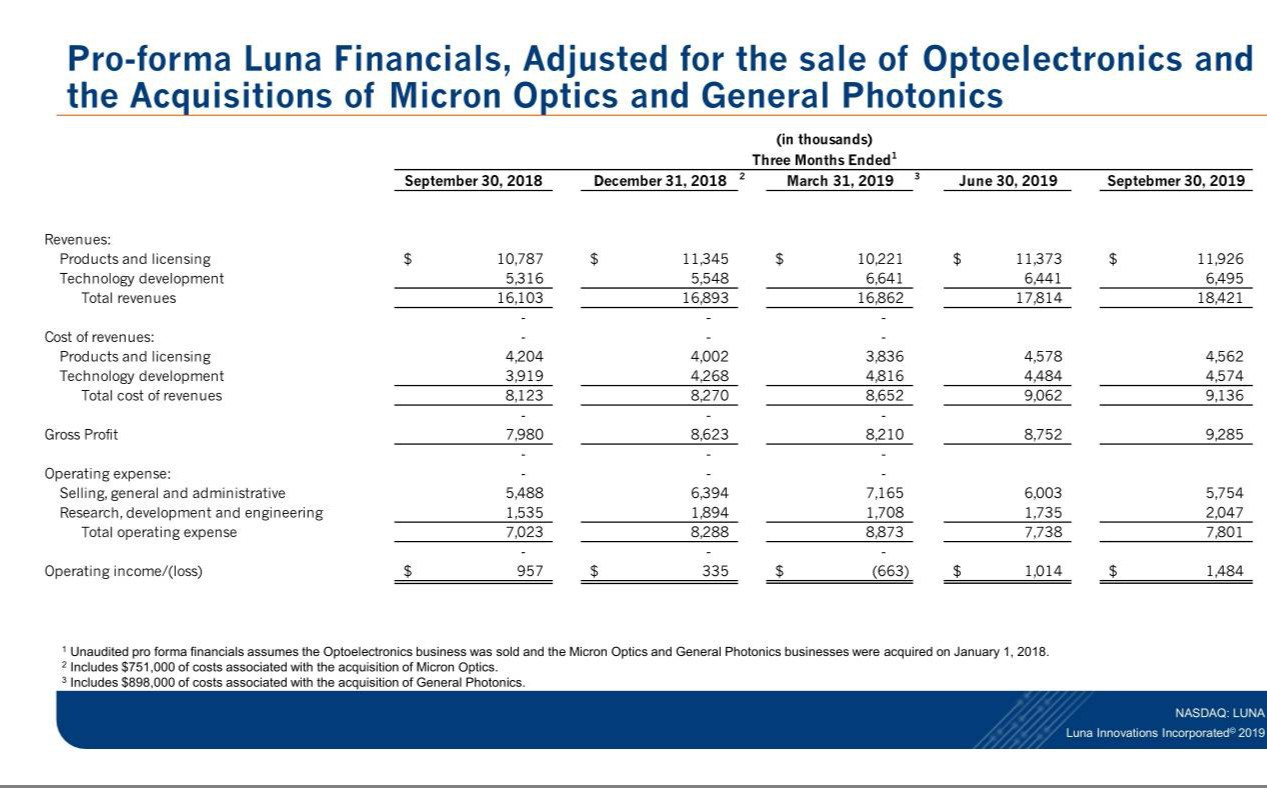 Pro-forma Luna Financials, Adjusted for the sale of Optoelectronics and
the Acquisitions of Micron Optics and General Photonics
(in thousands)
Three Months Ended1
September 30, 2018 December 31, 2018 2 March 31, 2019 3 June 30, 2019 Septebmer 30, 2019
Revenues:
Products and licensing $ 10,787 $ 11,345 $ 10,221 $ 11,373 $ 11,926
Technology development 5,316 5,548 6,641 6,441 6,495
Total revenues 16,103 16,893 16,862 17,814 18,421
- - -
Cost of revenues: - - -
Products and licensing 4,204 4,002 3,836 4,578 4,562
Technology development 3,919 4,268 4,816 4,484 4,574
Total cost of revenues 8,123 8,270 8,652 9,062 9,136
- - -
Gross Profit 7,980 8,623 8,210 8,752 9,285
- - -
Operating expense: - - -
Selling, general and administrative 5,488 6,394 7,165 6,003 5,754
Research, development and engineering 1,535 1,894 1,708 1,735 2,047
Total operating expense 7,023 8,288 8,873 7,738 7,801
- - -
Operating income/(loss) $ 957 $ 335 $ (663) $ 1,014 $ 1,484
1 Unaudited pro forma financials assumes the Optoelectronics business was sold and the Micron Optics and General Photonics businesses were acquired on January 1, 2018.
2 Includes $751,000 of costs associated with the acquisition of Micron Optics.
3 Includes $898,000 of costs associated with the acquisition of General Photonics.
NASDAQ: LUNA
Luna Innovations Incorporated© 2019